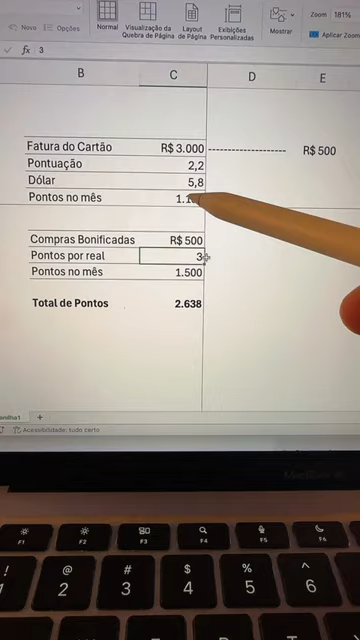 Normal
Visualização da Quebra de Página
Layout de Página
Exibições Personalizadas
Mostrar
Zoom 181%
Aplicar Zoom
Novo
Opções
fx 3
B C D E
Fatura do Cartão R$ 3.000 ---------------------- R$ 500
Pontuação 2,2
Dólar 5,8
Pontos no mês
Compras Bonificadas R$ 500
Pontos por real 3
Pontos no mês 1.500
Total de Pontos 2.638
+
Acessibilidade: tudo certo
F1 F2 F3 F4 F5 F6
! @ # $ % ^
2 3 4 5 6